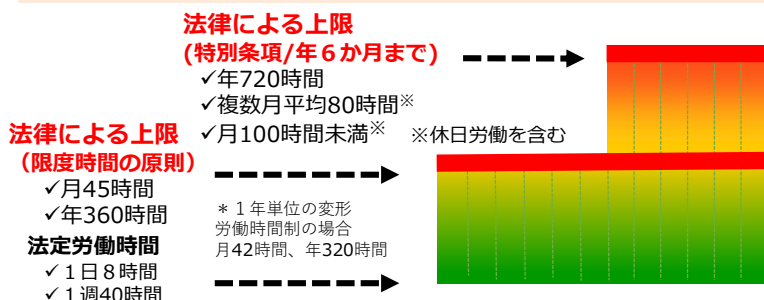 法律による上限
(特別条項/年６か月まで)
✓年720時間
✓複数月平均80時間※
✓月100時間未満※ ※休日労働を含む
法律による上限
（限度時間の原則）
✓月45時間
✓年360時間
＊１年単位の変形
労働時間制の場合
月42時間、年320時間
法定労働時間
✓１日８時間
✓１週40時間